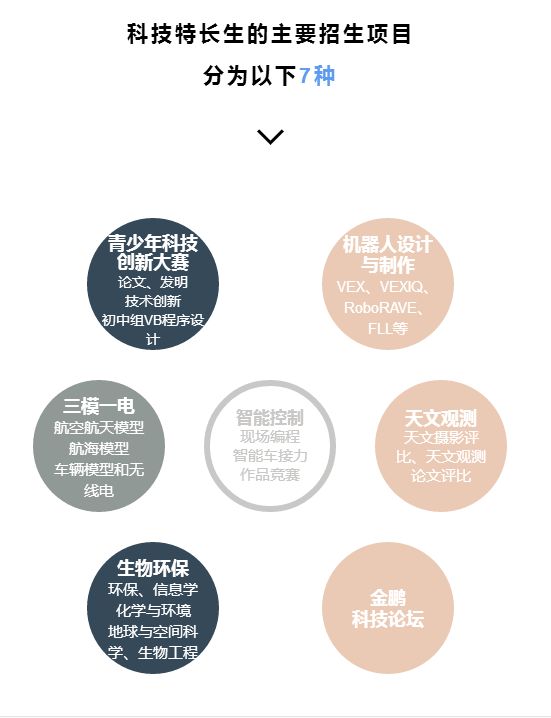 科技特长生的主要招生项目
分为以下7种
青少年科技
创新大赛
论文、发明
技术创新
初中组VB程序设
计
机器人设计
与制作
VEX、VEXIQ、
RoboRAVE、
FLL等
三模一电
航空航天模型
航海模型
车辆模型和无
线电
智能控制
现场编程
智能车接力
作品竞赛
天文观测
天文摄影评
比、天文观测
论文评比
生物环保
环保、信息学
化学与环境
地球与空间科
学、生物工程
金鹏
科技论坛